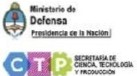 Ministerio de
Defensa
Presidencia de la Nación
CTP
SECRETARÍA DE
CIENCIA, TECNOLOGÍA
Y PRODUCCIÓN